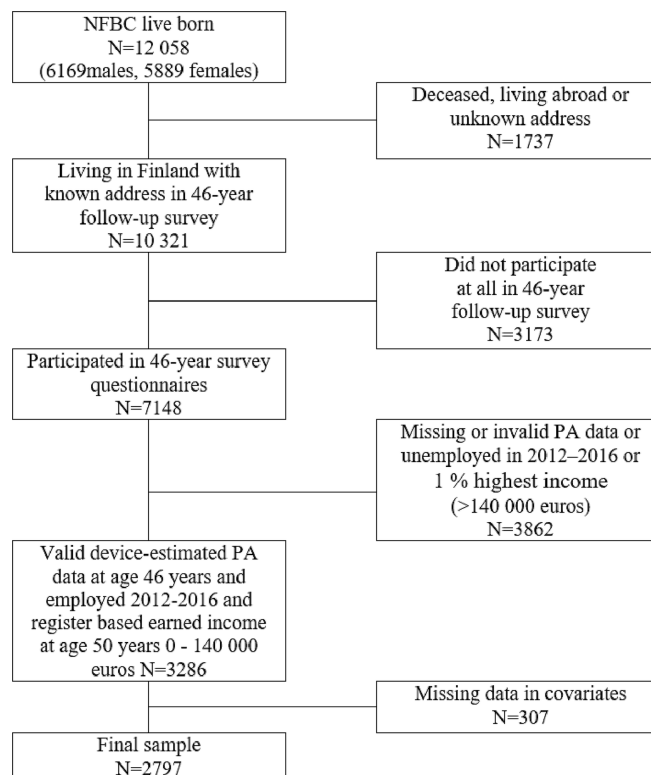 NFBC live born
N=12 058
(6169males, 5889 females)
Deceased, living abroad or
unknown address
N=1737
Living in Finland with
known address in 46-year
follow-up survey
N=10 321
Did not participate
at all in 46-year
follow-up survey
N=3173
Participated in 46-year survey
questionnaires
N=7148
Missing or invalid PA data or
unemployed in 2012–2016 or
1 % highest income
(>140 000 euros)
N=3862
Valid device-estimated PA
data at age 46 years and
employed 2012-2016 and
register based earned income
at age 50 years 0 - 140 000
euros N=3286
Missing data in covariates
N=307
Final sample
N=2797